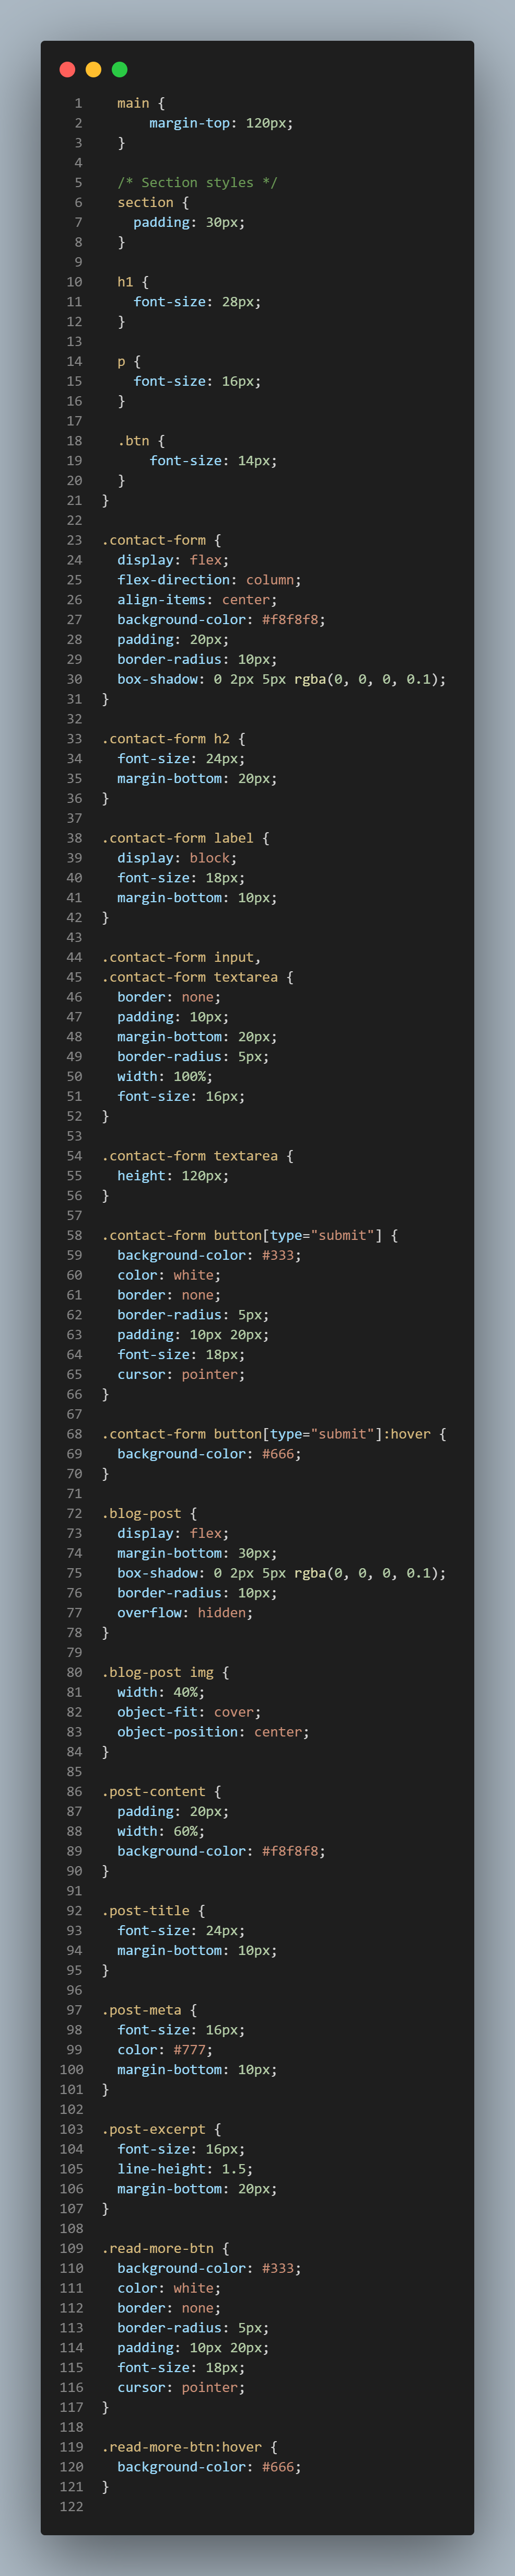 1 main {
2 margin-top: 120px;
3 }
4
5 /* Section styles */
6 section {
7 padding: 30px;
8 }
9
10 h1 {
11 font-size: 28px;
12 }
13
14 p {
15 font-size: 16px;
16 }
17
18 .btn {
19 font-size: 14px;
20 }
21 }
22
23 .contact-form {
24 display: flex;
25 flex-direction: column;
26 align-items: center;
27 background-color: #f8f8f8;
28 padding: 20px;
29 border-radius: 10px;
30 box-shadow: 0 2px 5px rgba(0, 0, 0, 0.1);
31 }
32
33 .contact-form h2 {
34 font-size: 24px;
35 margin-bottom: 20px;
36 }
37
38 .contact-form label {
39 display: block;
40 font-size: 18px;
41 margin-bottom: 10px;
42 }
43
44 .contact-form input,
45 .contact-form textarea {
46 border: none;
47 padding: 10px;
48 margin-bottom: 20px;
49 border-radius: 5px;
50 width: 100%;
51 font-size: 16px;
52 }
53
54 .contact-form textarea {
55 height: 120px;
56 }
57
58 .contact-form button[type="submit"] {
59 background-color: #333;
60 color: white;
61 border: none;
62 border-radius: 5px;
63 padding: 10px 20px;
64 font-size: 18px;
65 cursor: pointer;
66 }
67
68 .contact-form button[type="submit"]:hover {
69 background-color: #666;
70 }
71
72 .blog-post {
73 display: flex;
74 margin-bottom: 30px;
75 box-shadow: 0 2px 5px rgba(0, 0, 0, 0.1);
76 border-radius: 10px;
77 overflow: hidden;
78 }
79
80 .blog-post img {
81 width: 40%;
82 object-fit: cover;
83 object-position: center;
84 }
85
86 .post-content {
87 padding: 20px;
88 width: 60%;
89 background-color: #f8f8f8;
90 }
91
92 .post-title {
93 font-size: 24px;
94 margin-bottom: 10px;
95 }
96
97 .post-meta {
98 font-size: 16px;
99 color: #777;
100 margin-bottom: 10px;
101 }
102
103 .post-excerpt {
104 font-size: 16px;
105 line-height: 1.5;
106 margin-bottom: 20px;
107 }
108
109 .read-more-btn {
110 background-color: #333;
111 color: white;
112 border: none;
113 border-radius: 5px;
114 padding: 10px 20px;
115 font-size: 18px;
116 cursor: pointer;
117 }
118
119 .read-more-btn:hover {
120 background-color: #666;
121 }
122